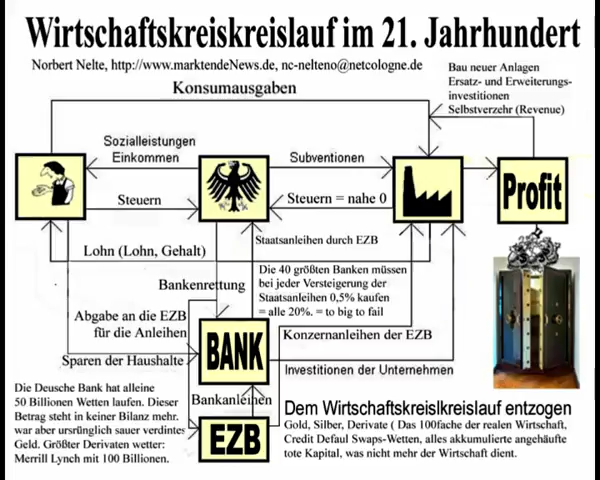 Wirtschaftskreiskreislauf im 21. Jahrhundert
Norbert Nelte, http://www.marktendeNews.de, nc-nelteno@netcologne.de
Bau neuer Anlagen
Ersatz- und Erweiterungs-
investitionen
Selbstverzehr (Revenue)
Konsumausgaben
Sozialleistungen
Einkommen
Subventionen
Steuern
Steuern = nahe 0
Profit
Lohn (Lohn, Gehalt)
Staatsanleihen durch EZB
Bankenrettung
Die 40 größten Banken müssen
bei jeder Versteigerung der
Staatsanleihen 0,5% kaufen
= alle 20%. = to big to fail
Abgabe an die EZB
für die Anleihen
Konzernanleihen der EZB
BANK
Sparen der Haushalte
Investitionen der Unternehmen
Die Deusche Bank hat alleine
50 Billionen Wetten laufen. Dieser
Betrag steht in keiner Bilanz mehr.
war aber ursprünglich sauer verdintes
Geld. Größter Derivaten wetter:
Merrill Lynch mit 100 Billionen.
Bankanleihen
EZB
Dem Wirtschaftskreislkreislauf entzogen
Gold, Silber, Derivate ( Das 100fache der realen Wirtschaft,
Credit Defaul Swaps-Wetten, alles akkumulierte angehäufte
tote Kapital, was nicht mer der Wirtschaft dient.